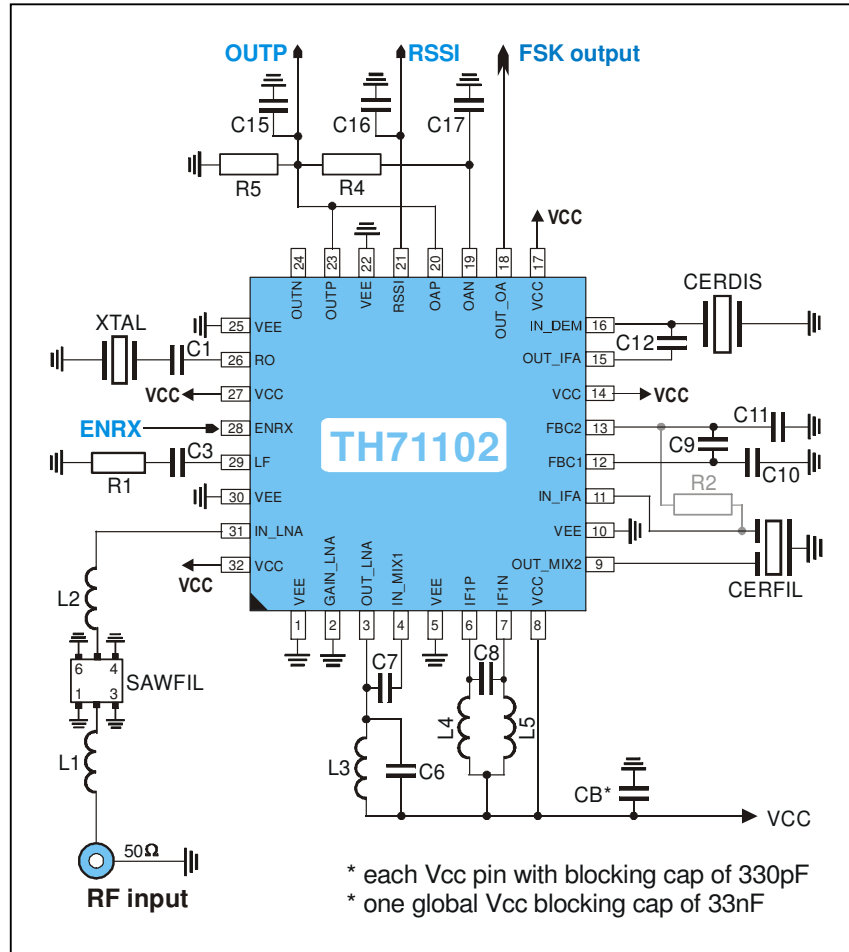 OUTP RSSI FSK output
C15 C16 C17
R5 R4
VCC
24 23 22 21 20 19 18 17
OUTN OUTP VEE RSSI OAP OAN OUT_OA VCC
CERDIS
XTAL C1
25 VEE
26 RO
VCC 27 VCC
ENRX 28 ENRX
R1 C3 29 LF
30 VEE
31 IN_LNA
VCC 32 VCC
TH71102
IN_DEM 16
C12
OUT_IFA 15
VCC 14 VCC
FBC2 13 C11
C9
FBC1 12 C10
IN_IFA 11 R2
VEE 10
OUT_MIX2 9
CERFIL
VEE GAIN_LNA OUT_LNA IN_MIX1 VEE IF1P IF1N VCC
1 2 3 4 5 6 7 8
L2
6 4
1 3
SAWFIL
L1
C7 C8
L4 L5
L3 C6
CB*
VCC
50Ω
RF input
* each Vcc pin with blocking cap of 330pF
* one global Vcc blocking cap of 33nF